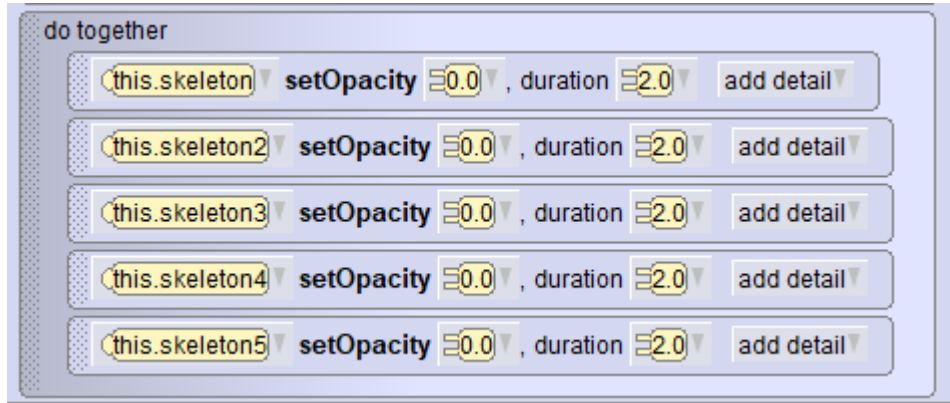 do together
this.skeleton setOpacity 0.0 , duration 2.0 add detail
this.skeleton2 setOpacity 0.0 , duration 2.0 add detail
this.skeleton3 setOpacity 0.0 , duration 2.0 add detail
this.skeleton4 setOpacity 0.0 , duration 2.0 add detail
this.skeleton5 setOpacity 0.0 , duration 2.0 add detail